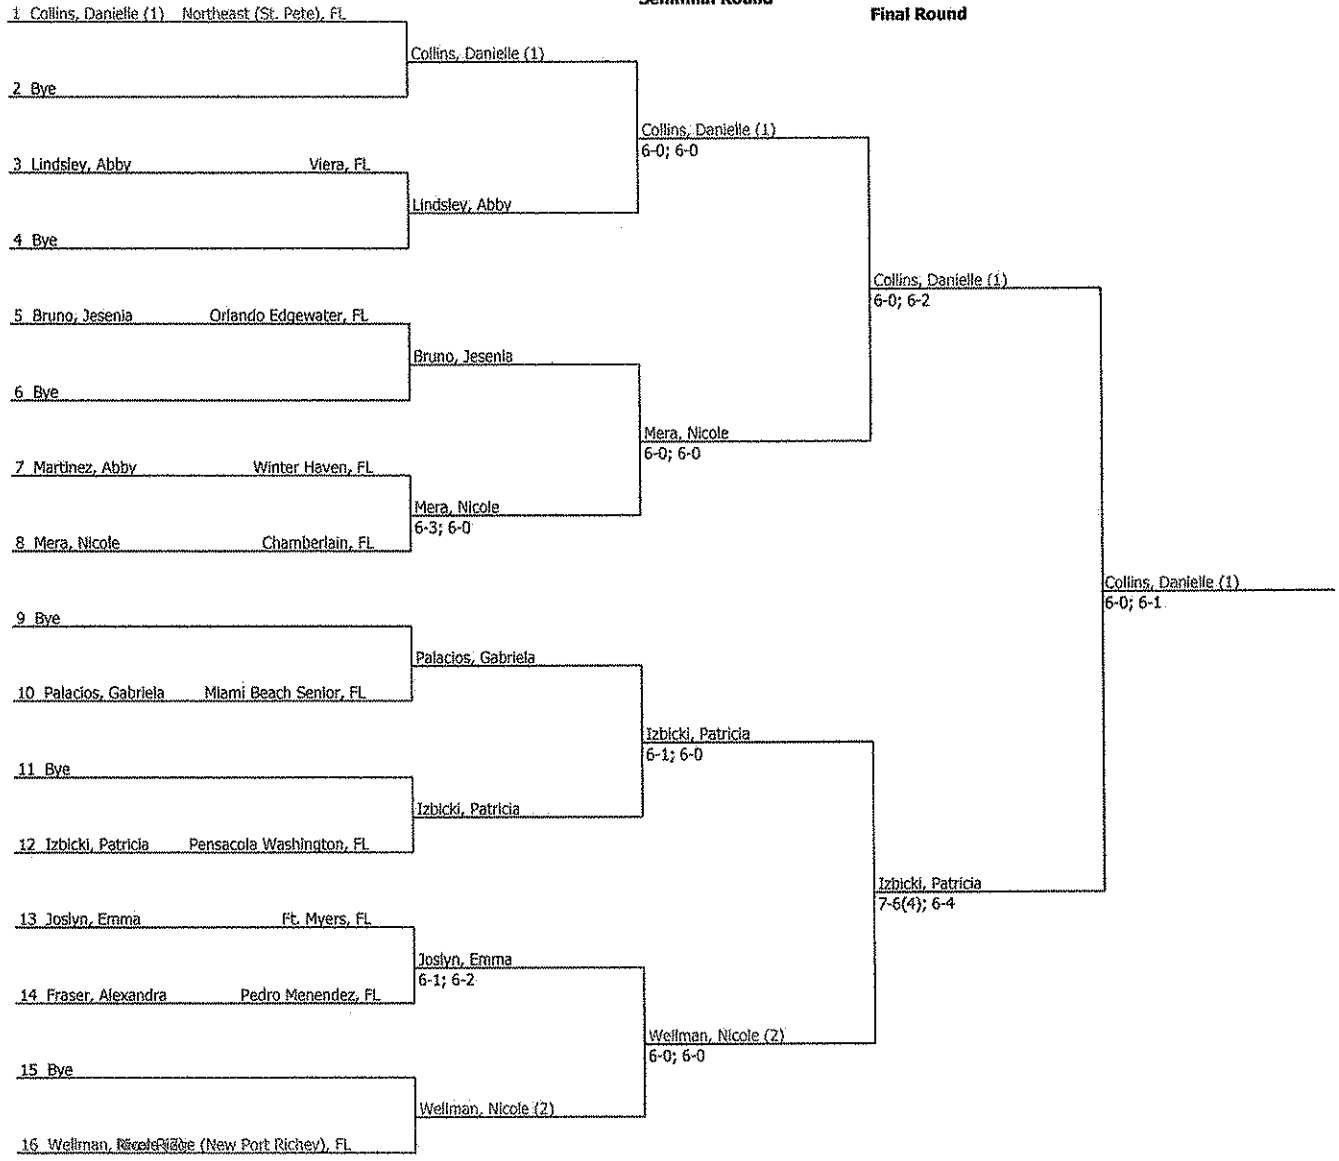 Semifinal Round
Final Round
1 Collins, Danielle (1) Northeast (St. Pete), FL
Collins, Danielle (1)
2 Bye
Collins, Danielle (1)
6-0; 6-0
3 Lindsley, Abby Viera, FL
Lindsley, Abby
4 Bye
Collins, Danielle (1)
6-0; 6-2
5 Bruno, Jesenia Orlando Edgewater, FL
Bruno, Jesenia
6 Bye
Mera, Nicole
6-0; 6-0
7 Martinez, Abby Winter Haven, FL
Mera, Nicole
6-3; 6-0
8 Mera, Nicole Chamberlain, FL
Collins, Danielle (1)
6-0; 6-1
9 Bye
Palacios, Gabriela
10 Palacios, Gabriela Miami Beach Senior, FL
Izbicki, Patricia
6-1; 6-0
11 Bye
Izbicki, Patricia
12 Izbicki, Patricia Pensacola Washington, FL
Izbicki, Patricia
7-6(4); 6-4
13 Joslyn, Emma Ft. Myers, FL
Joslyn, Emma
6-1; 6-2
14 Fraser, Alexandra Pedro Menendez, FL
Wellman, Nicole (2)
6-0; 6-0
15 Bye
Wellman, Nicole (2)
16 Wellman, (New Port Richey), FL